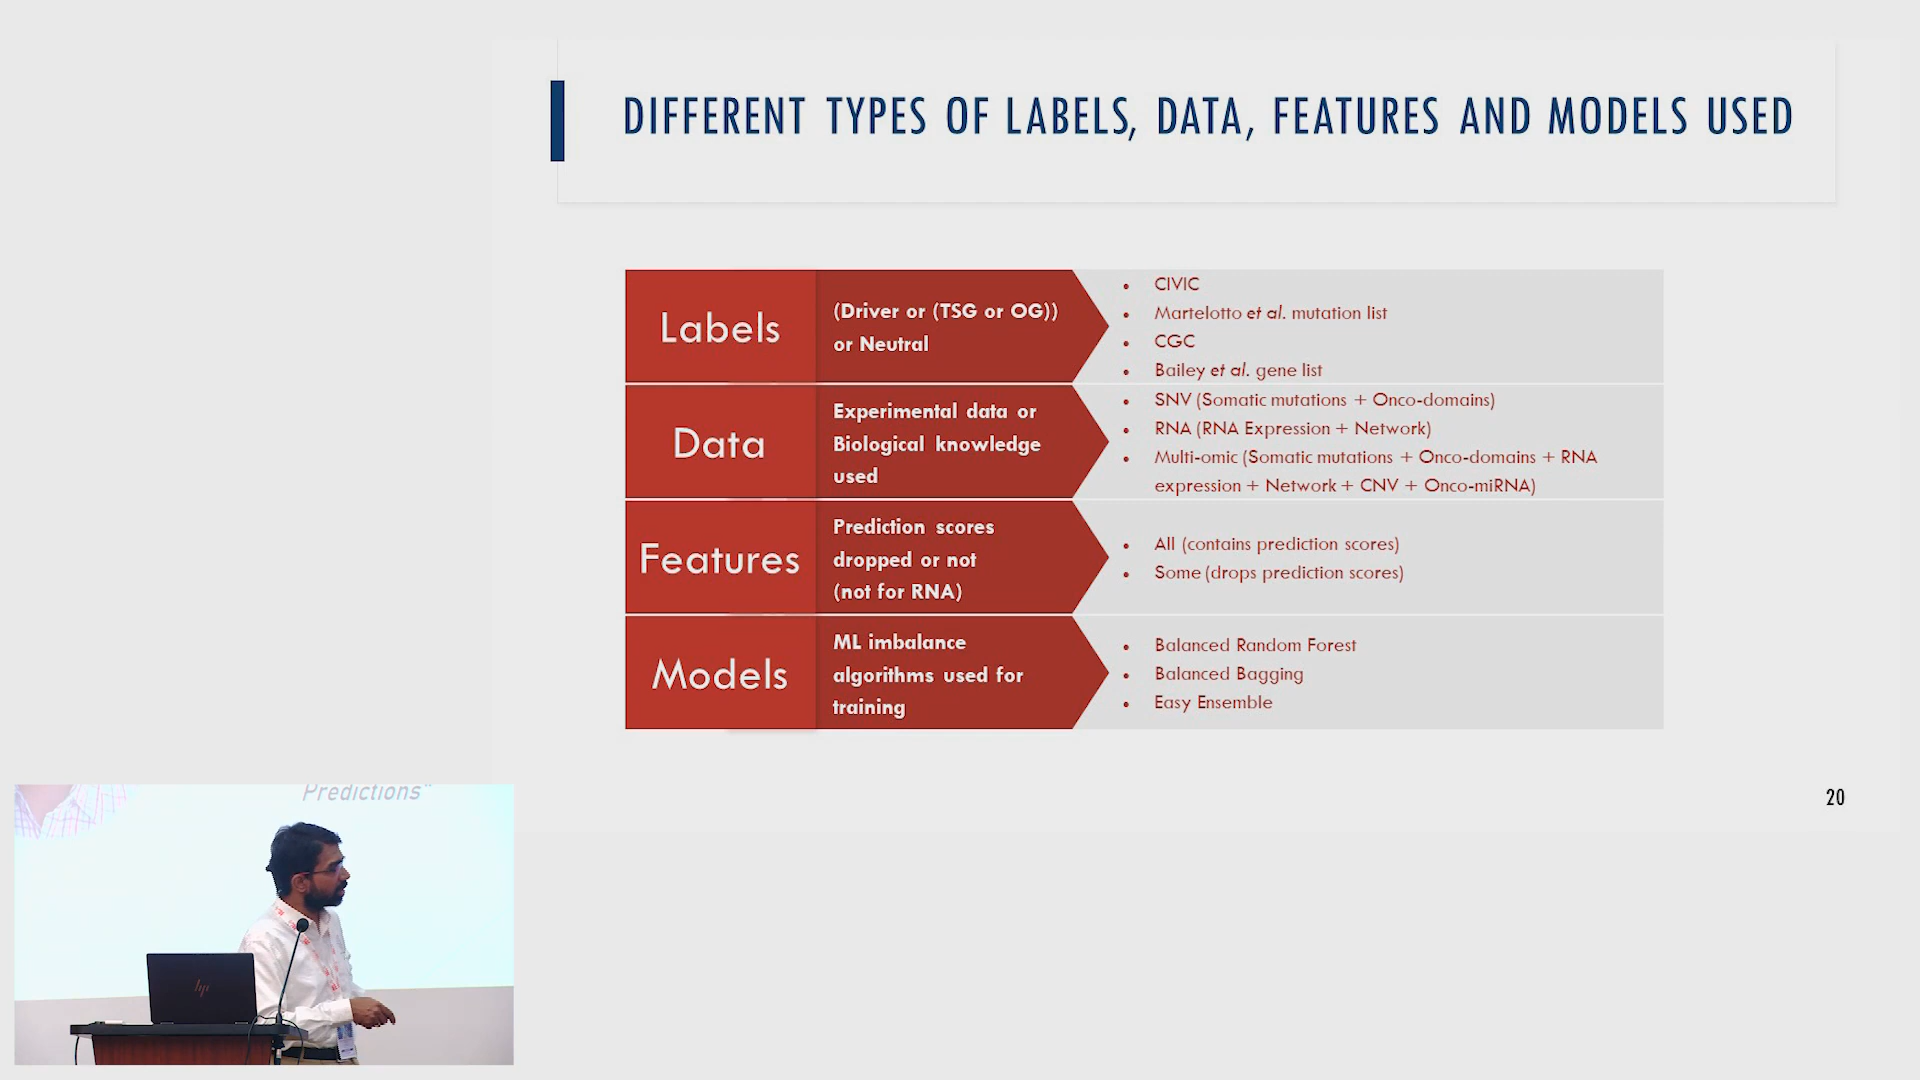 DIFFERENT TYPES OF LABELS, DATA, FEATURES AND MODELS USED
Labels
(Driver or (TSG or OG))
or Neutral
• CIVIC
• Martelotto et al. mutation list
• CGC
• Bailey et al. gene list
Data
Experimental data or
Biological knowledge
used
• SNV (Somatic mutations + Onco-domains)
• RNA (RNA Expression + Network)
• Multi-omic (Somatic mutations + Onco-domains + RNA
expression + Network + CNV + Onco-miRNA)
Features
Prediction scores
dropped or not
(not for RNA)
• All (contains prediction scores)
• Some (drops prediction scores)
Models
ML imbalance
algorithms used for
training
• Balanced Random Forest
• Balanced Bagging
• Easy Ensemble
20
Predictions"
hp